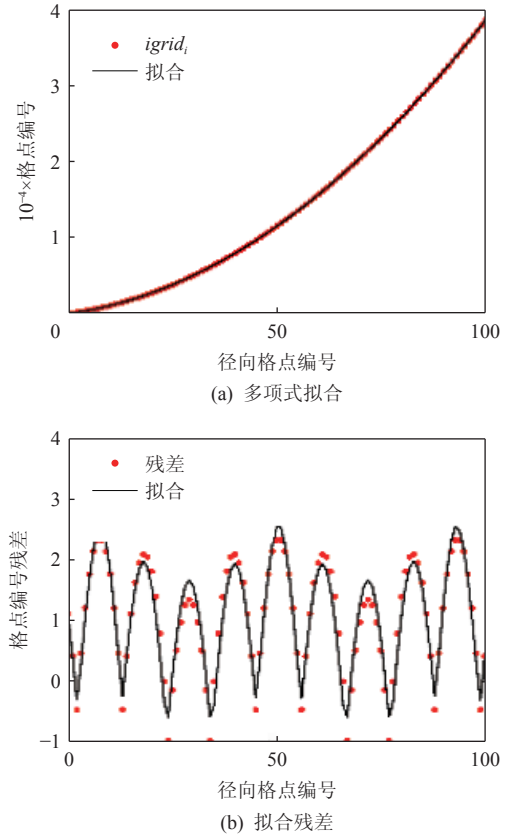 4
igridᵢ
拟合
3
10⁻⁴×格点编号
2
1
0
50
100
径向格点编号
(a) 多项式拟合
4
残差
拟合
3
格点编号残差
2
1
0
−1
0
50
100
径向格点编号
(b) 拟合残差